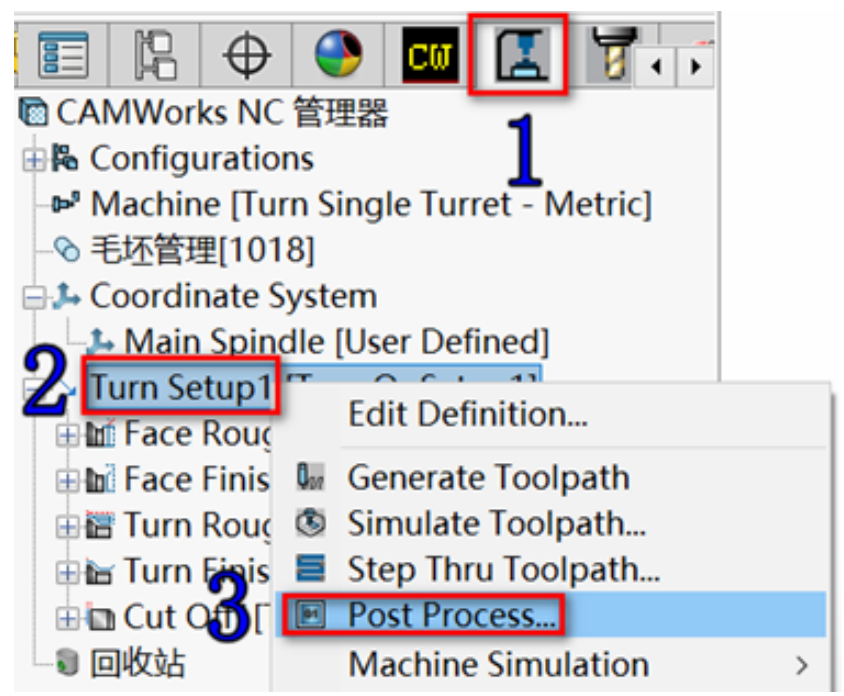 CW
1
CAMWorks NC 管理器
Configurations
Machine [Turn Single Turret - Metric]
毛坯管理[1018]
Coordinate System
Main Spindle [User Defined]
2
Turn Setup1
Edit Definition...
Face Roug
Face Finis
Generate Toolpath
Turn Roug
Simulate Toolpath...
Turn Finis
Step Thru Toolpath...
3
Cut Off1[T
Post Process...
回收站
Machine Simulation